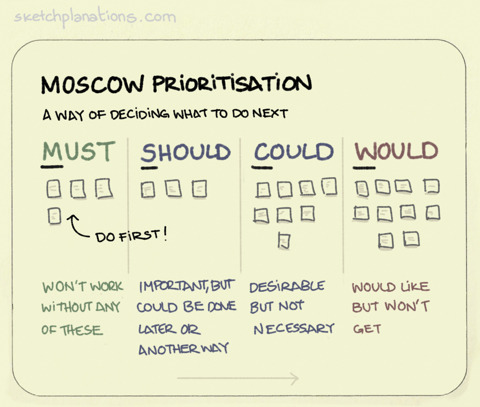 sketchplanations.com
MOSCOW PRIORITISATION
A WAY OF DECIDING WHAT TO DO NEXT
MUST SHOULD COULD WOULD
DO FIRST!
WON'T WORK
WITHOUT ANY
OF THESE
IMPORTANT, BUT
COULD BE DONE
LATER OR
ANOTHER WAY
DESIRABLE
BUT NOT
NECESSARY
WOULD LIKE
BUT WON'T
GET